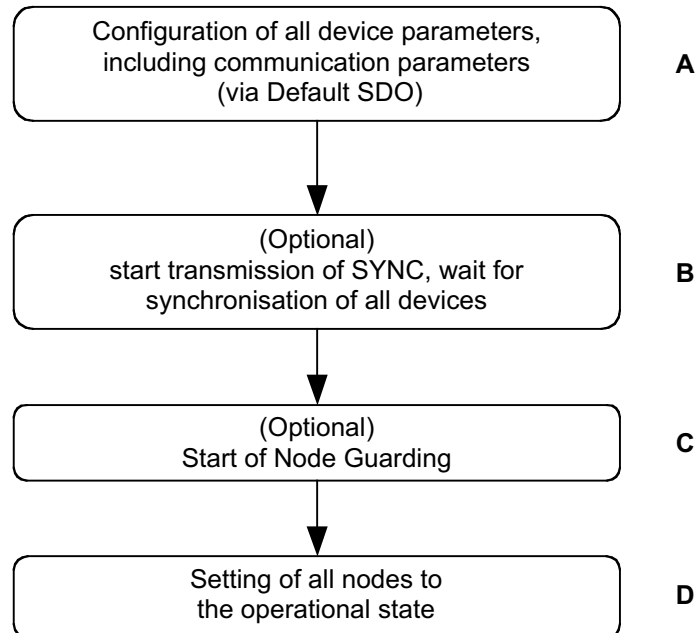 Configuration of all device parameters,
including communication parameters
(via Default SDO)
A
(Optional)
start transmission of SYNC, wait for
synchronisation of all devices
B
(Optional)
Start of Node Guarding
C
Setting of all nodes to
the operational state
D